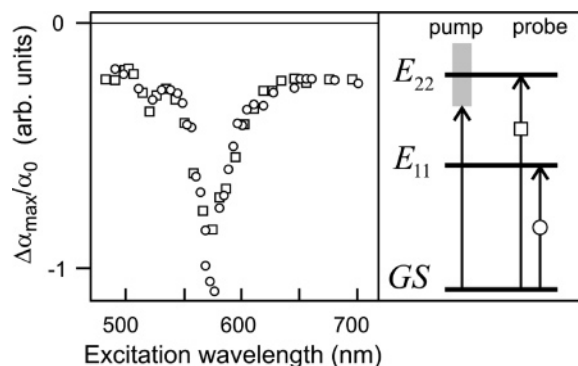 0
-1
Δα_max/α_0 (arb. units)
500 600 700
Excitation wavelength (nm)
pump probe
E_22
E_11
GS